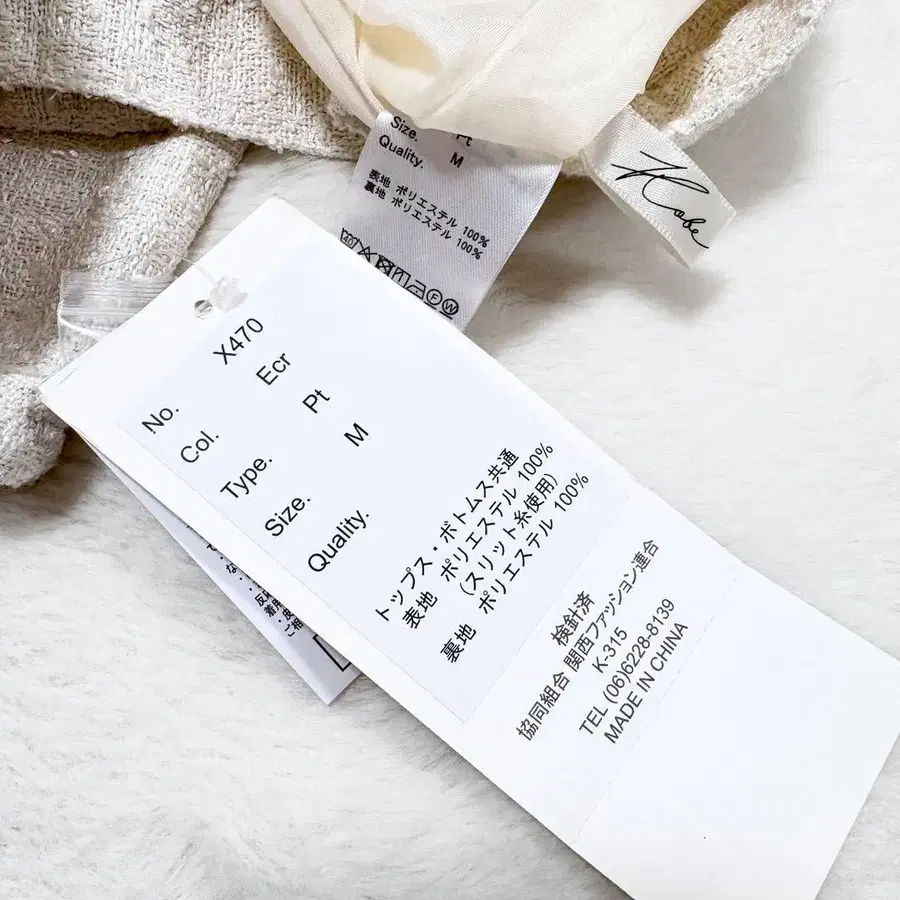 Size. Pt
Quality. M
表地 ポリエステル 100%
裏地 ポリエステル 100%
40
F
W
Robe
No. X470
Col. Ecr
Type. Pt
Size. M
Quality.
トップス・ボトムス共通
表地 ポリエステル 100%
(スリット糸使用)
裏地 ポリエステル 100%
検針済
協同組合 関西ファッション連合
K-315
TEL (06)6228-8139
MADE IN CHINA